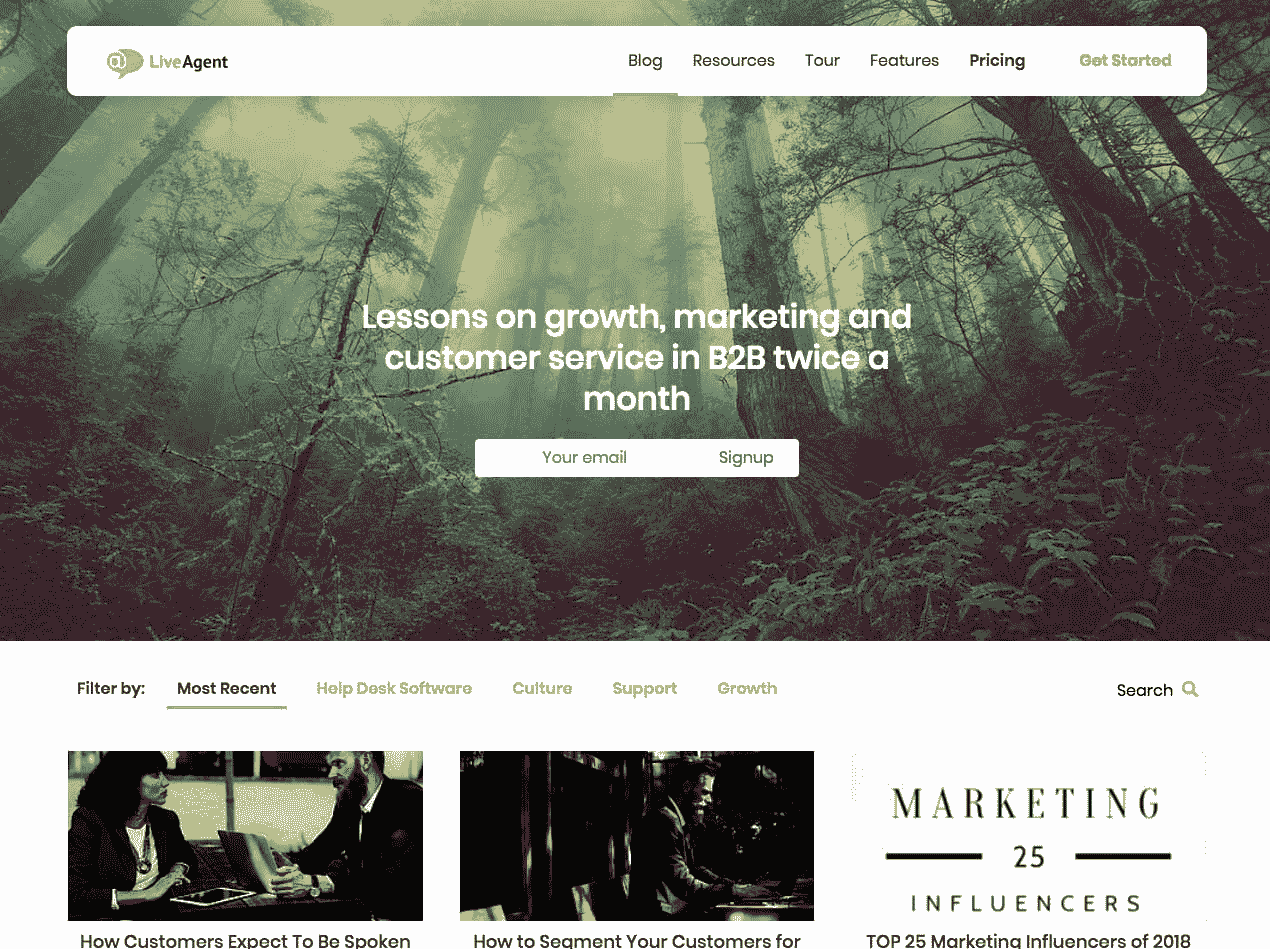 LiveAgent
Blog Resources Tour Features Pricing Get Started
Lessons on growth, marketing and
customer service in B2B twice a
month
Your email Signup
Filter by: Most Recent Help Desk Software Culture Support Growth Search
MARKETING
25
INFLUENCERS
How Customers Expect To Be Spoken
How to Segment Your Customers for
TOP 25 Marketing Influencers of 2018